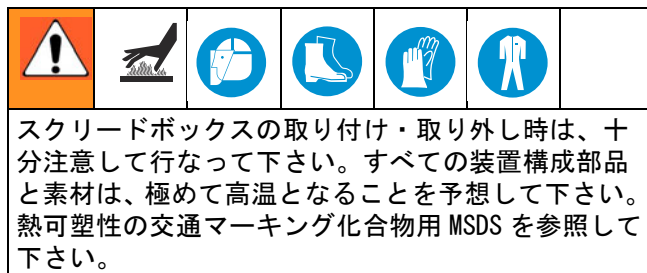 スクリードボックスの取り付け・取り外し時は、十
分注意して行なって下さい。すべての装置構成部品
と素材は、極めて高温となることを予想して下さい。
熱可塑性の交通マーキング化合物用 MSDS を参照して
下さい。